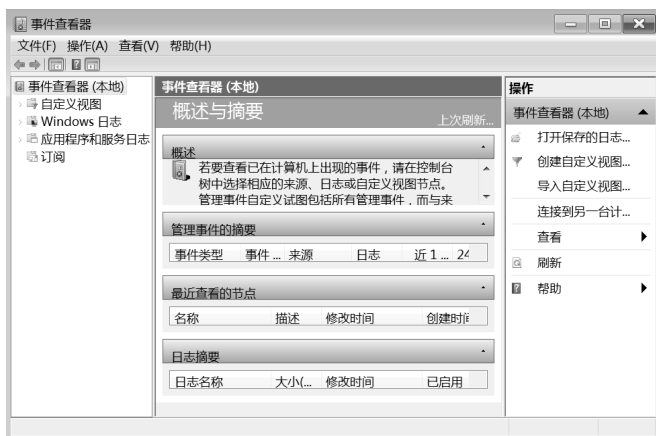 事件查看器
文件(F) 操作(A) 查看(V) 帮助(H)
事件查看器 (本地)
自定义视图
Windows 日志
应用程序和服务日志
订阅
事件查看器 (本地)
概述与摘要
上次刷新...
概述
若要查看已在计算机上出现的事件，请在控制台
树中选择相应的来源、日志或自定义视图节点。
管理事件自定义试图包括所有管理事件，而与来
管理事件的摘要
事件类型 事件 ... 来源 日志 近 1 ... 24
最近查看的节点
名称 描述 修改时间 创建时间
日志摘要
日志名称 大小(... 修改时间 已启用
操作
事件查看器 (本地)
打开保存的日志...
创建自定义视图...
导入自定义视图...
连接到另一台计...
查看
刷新
帮助